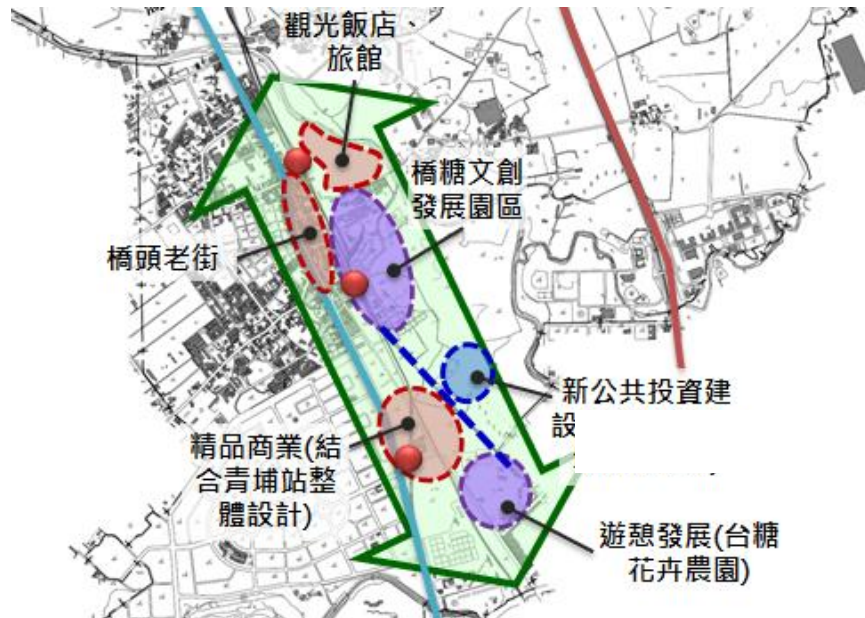 觀光飯店、
旅館
橋糖文創
發展園區
橋頭老街
新公共投資建
設
精品商業(結
合青埔站整
體設計)
遊憩發展(台糖
花卉農園)